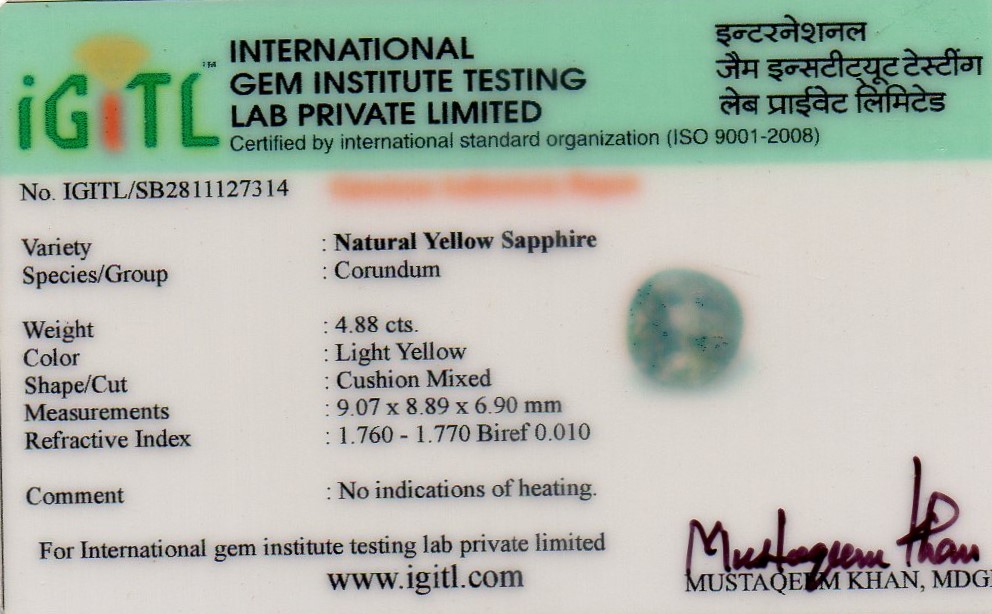 iGiTL™
INTERNATIONAL
GEM INSTITUTE TESTING
LAB PRIVATE LIMITED
Certified by international standard organization (ISO 9001-2008)
इन्टरनेशनल
जैम इन्सटीट्यूट टेस्टींग
लेब प्राईवेट लिमिटेड
No. IGITL/SB2811127314
Variety : Natural Yellow Sapphire
Species/Group : Corundum
Weight : 4.88 cts.
Color : Light Yellow
Shape/Cut : Cushion Mixed
Measurements : 9.07 x 8.89 x 6.90 mm
Refractive Index : 1.760 - 1.770 Biref 0.010
Comment : No indications of heating.
For International gem institute testing lab private limited
www.igitl.com
Mustaqeem Khan
MUSTAQEEM KHAN, MDGI